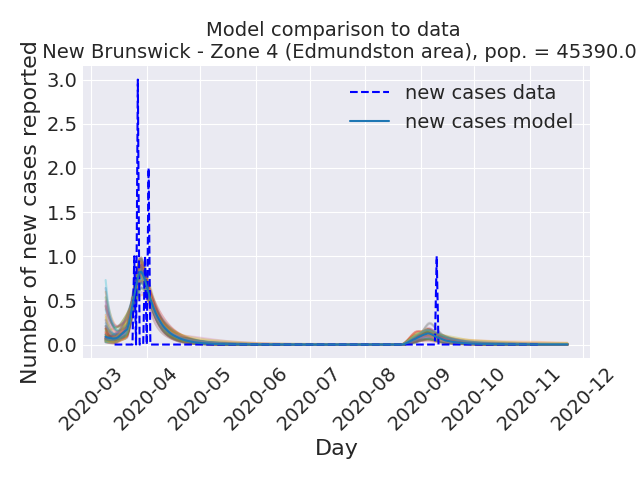 Model comparison to data
New Brunswick - Zone 4 (Edmundston area), pop. = 45390.0
Number of new cases reported
3.0
2.5
2.0
1.5
1.0
0.5
0.0
new cases data
new cases model
2020-03
2020-04
2020-05
2020-06
2020-07
2020-08
2020-09
2020-10
2020-11
2020-12
Day